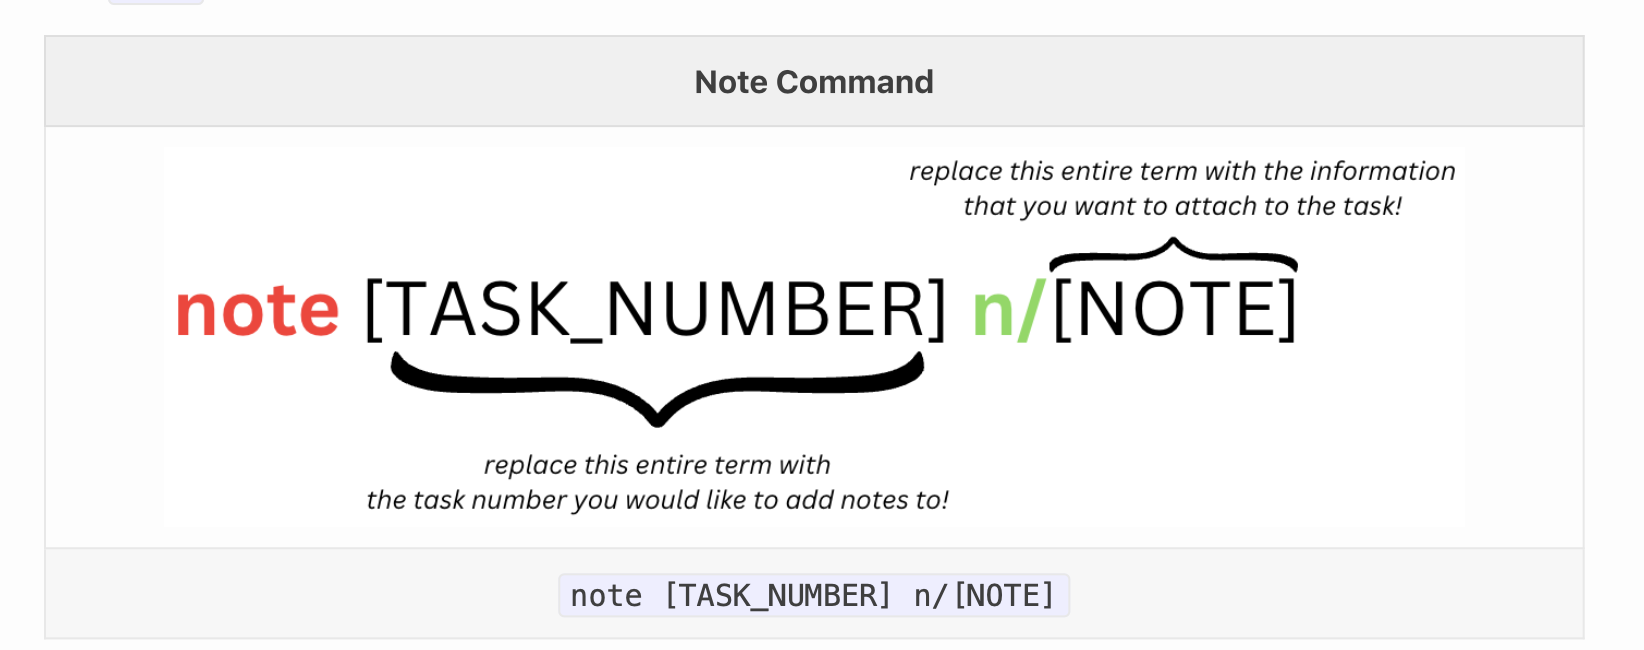 Note Command
replace this entire term with the information
that you want to attach to the task!
note [TASK_NUMBER] n/[NOTE]
replace this entire term with
the task number you would like to add notes to!
note [TASK_NUMBER] n/[NOTE]